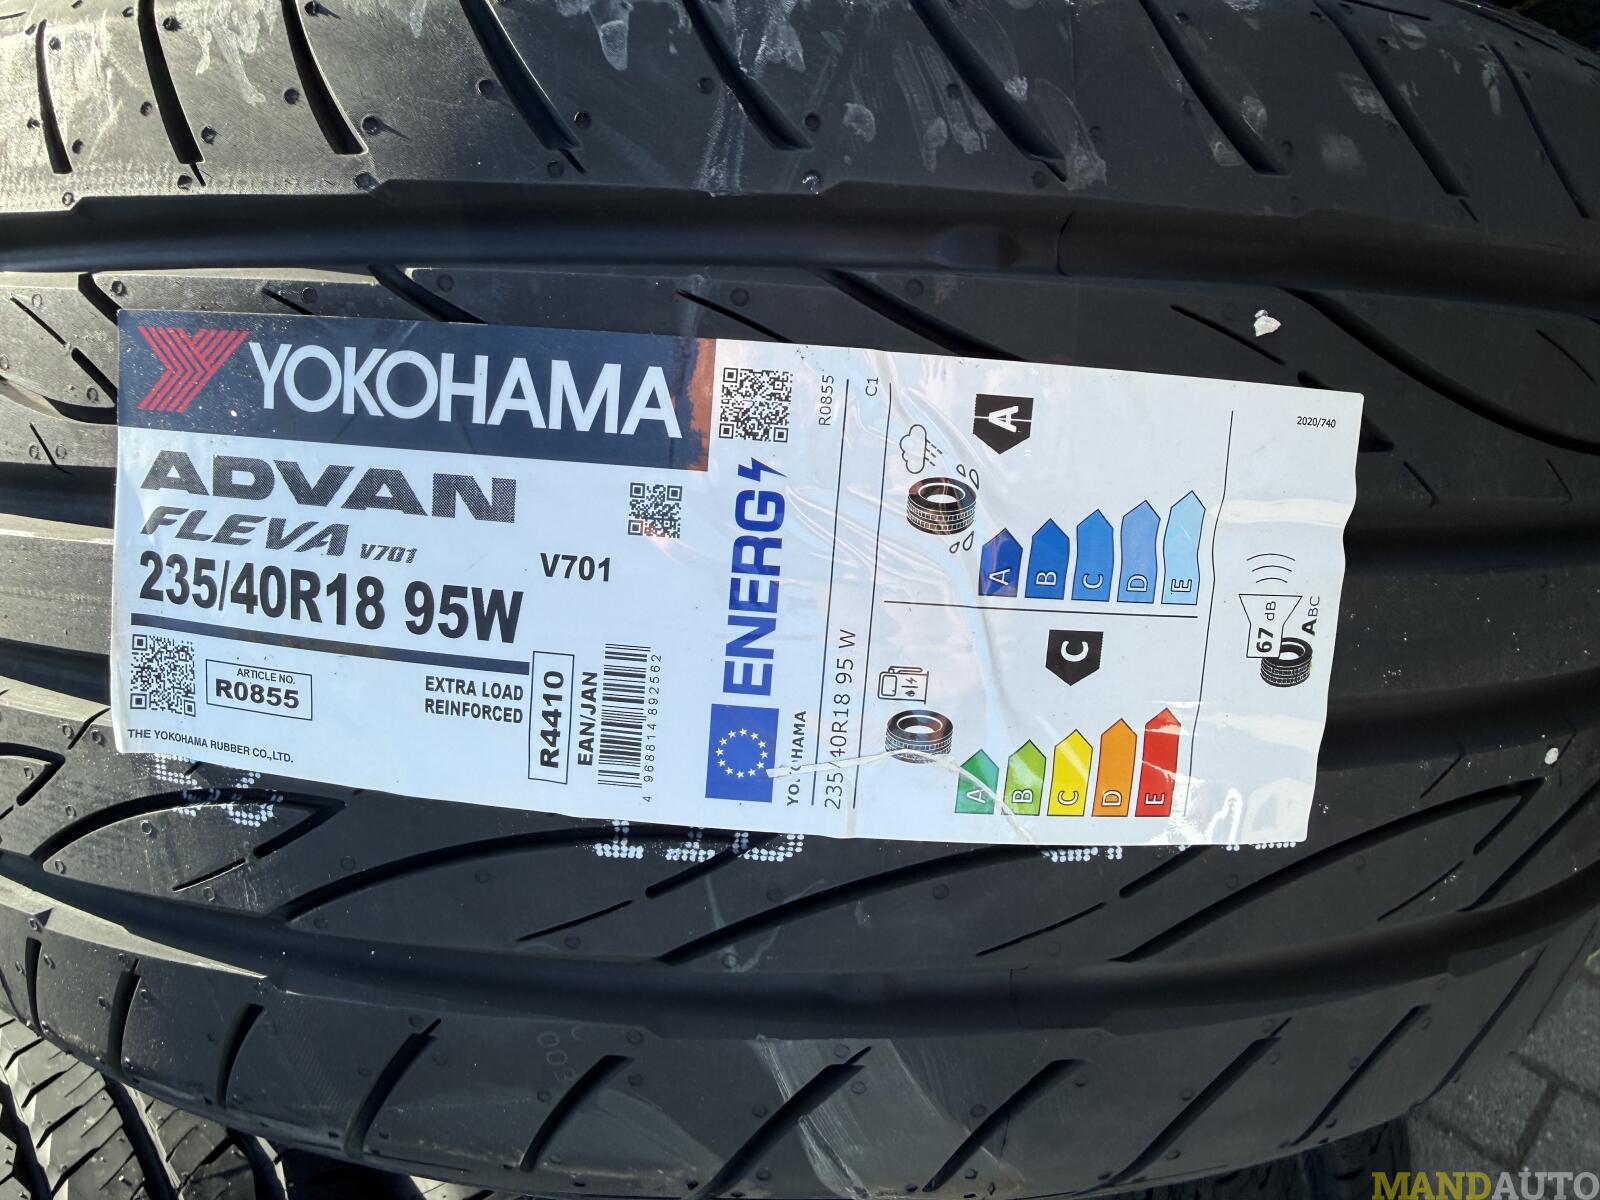 YOKOHAMA
ADVAN
FLEVA V701
235/40R18 95W
V701
ARTICLE NO.
R0855
EXTRA LOAD
REINFORCED
R4410
EAN/JAN
4 968814 892562
THE YOKOHAMA RUBBER CO.,LTD.
ENERG
YOKOHAMA
R0855
235/40R18 95 W
C1
A
A
B
C
D
E
C
A
B
C
D
E
67 dB
ABC
2020/740
003
MANDAUTO